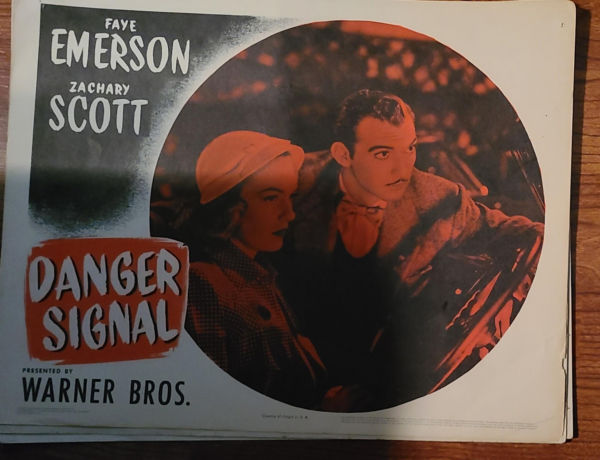 FAYE
EMERSON
ZACHARY
SCOTT
DANGER
SIGNAL
PRESENTED BY
WARNER BROS.